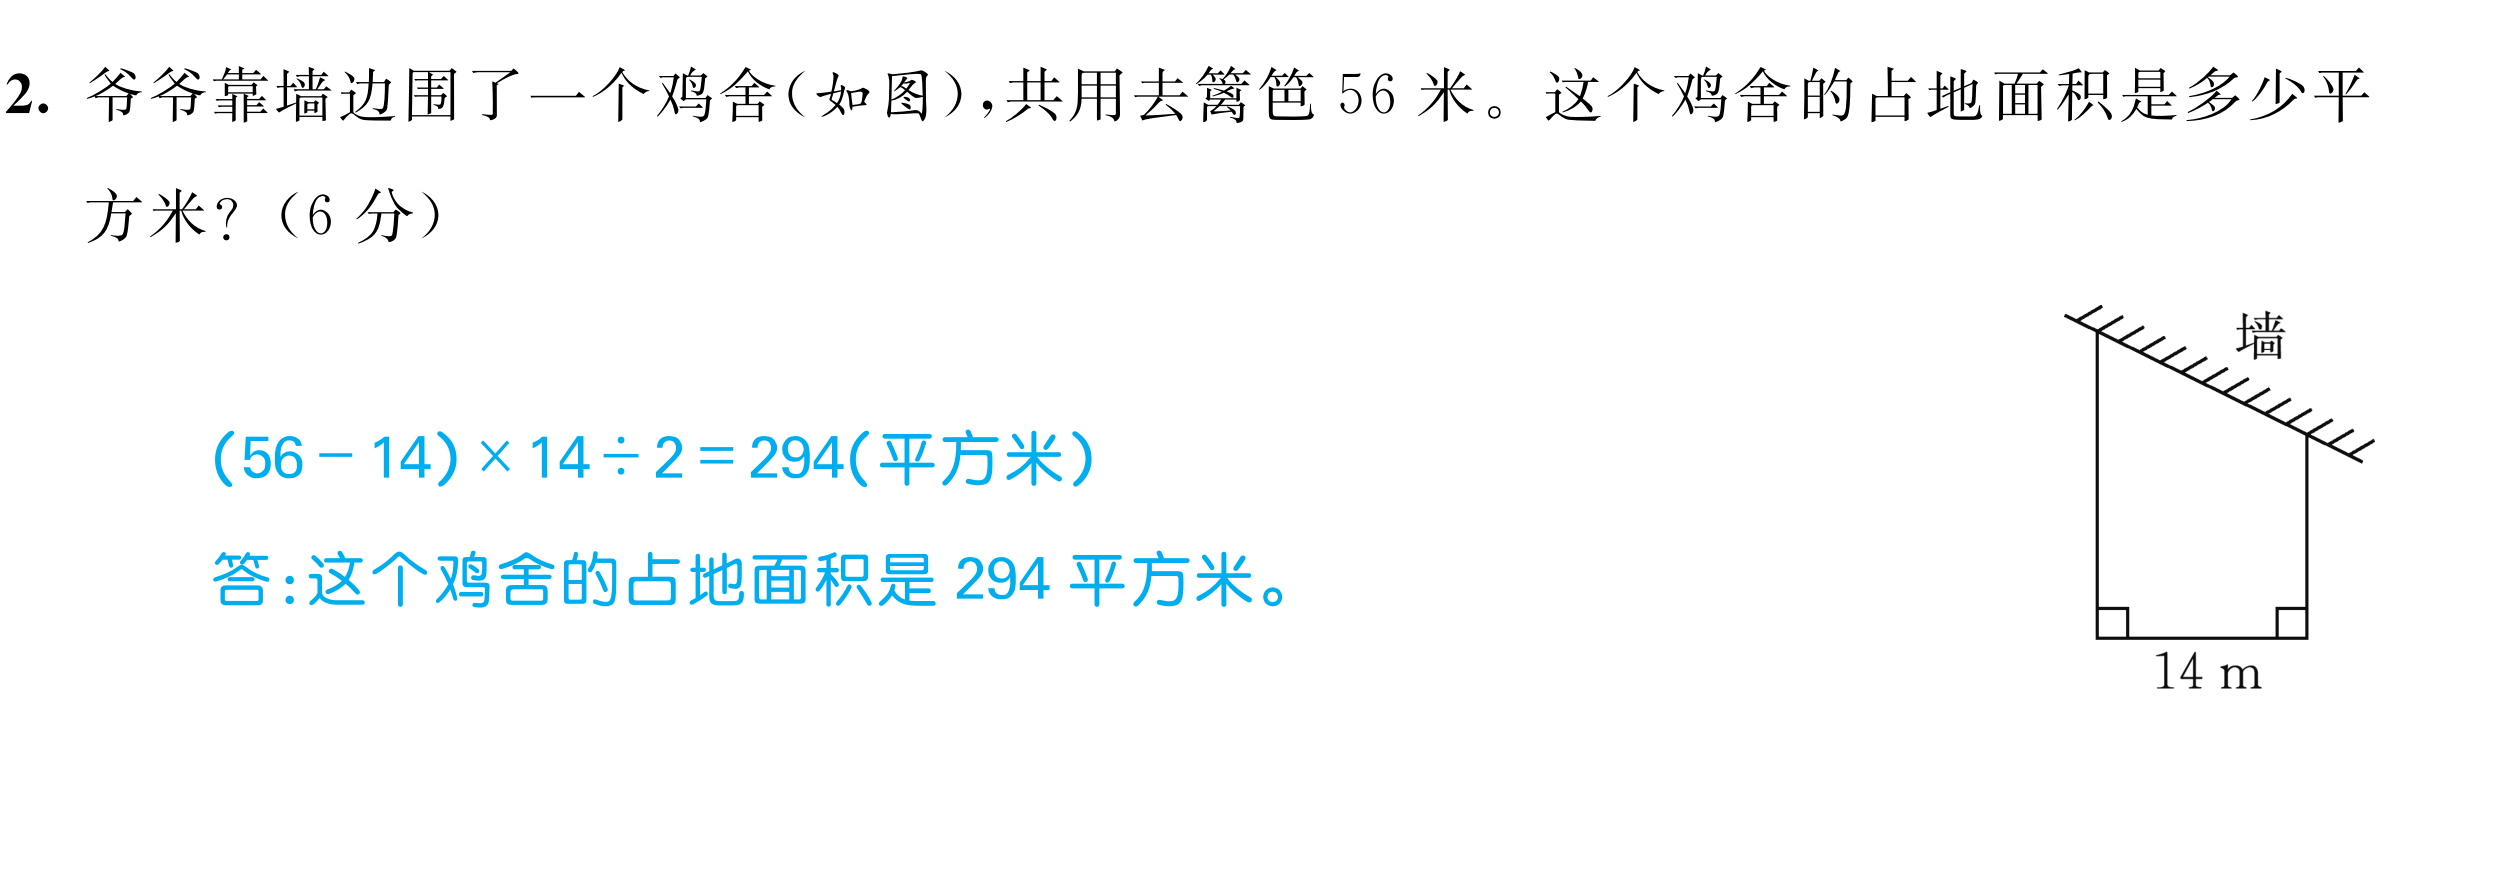 2. 爷爷靠墙边围了一个鸡舍(如图)，共用去篱笆 56 米。这个鸡舍的占地面积是多少平
方米？(6 分)
墙
(56－14)×14÷2＝294(平方米)
答：这个鸡舍的占地面积是 294 平方米。
14 m